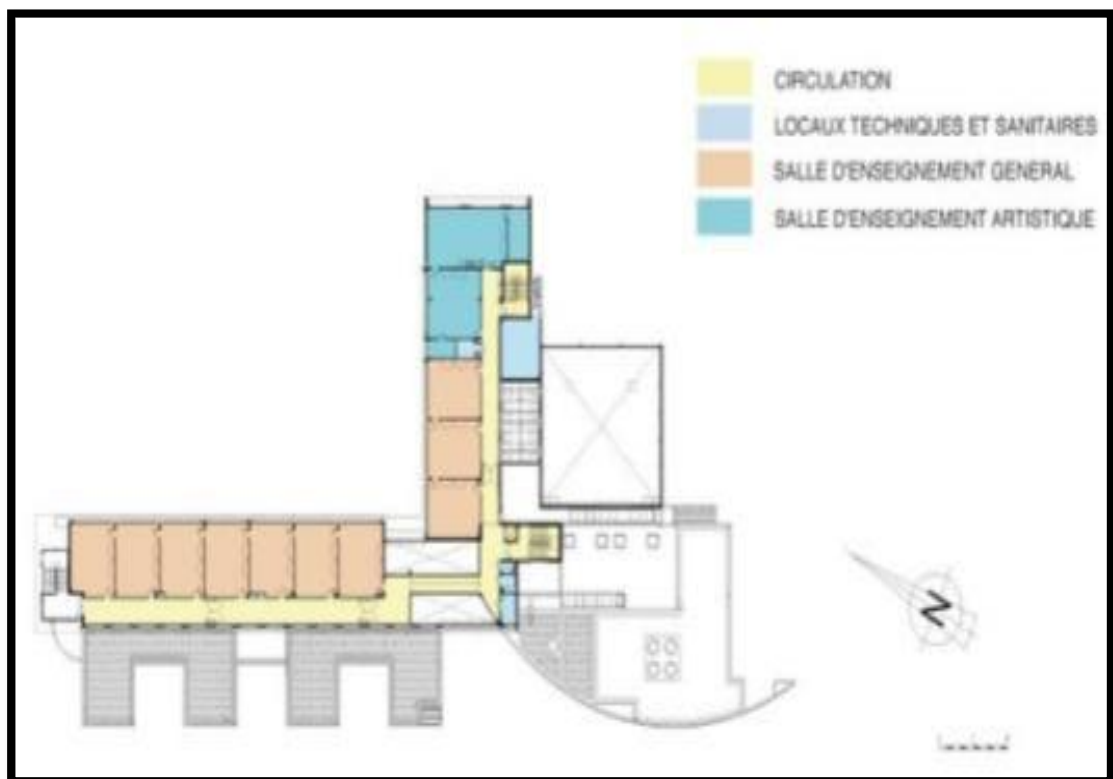 CIRCULATION
LOCAUX TECHNIQUES ET SANITAIRES
SALLE D'ENSEIGNEMENT GENERAL
SALLE D'ENSEIGNEMENT ARTISTIQUE
N